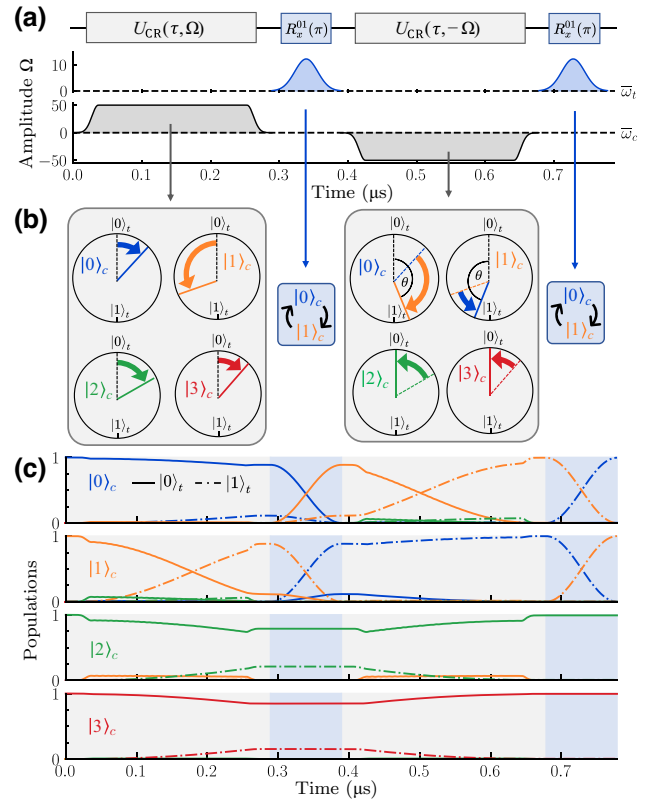 (a)
U_CR(τ, Ω) R_x^01(π) U_CR(τ, −Ω) R_x^01(π)
Amplitude Ω
10
0
ω̅_t
50
0
−50
ω̅_c
0.0 0.1 0.2 0.3 0.4 0.5 0.6 0.7
Time (µs)
(b)
|0⟩_t |0⟩_t |0⟩_t |0⟩_t
|0⟩_c |1⟩_c |0⟩_c θ θ |1⟩_c
|1⟩_t |1⟩_t |1⟩_t |1⟩_t
|0⟩_c |0⟩_c
|1⟩_c |1⟩_c
|0⟩_t |0⟩_t |0⟩_t |0⟩_t
|2⟩_c |3⟩_c |2⟩_c |3⟩_c
|1⟩_t |1⟩_t |1⟩_t |1⟩_t
(c)
Populations
1
|0⟩_c |0⟩_t |1⟩_t
0
1
|1⟩_c
0
1
|2⟩_c
0
1
|3⟩_c
0
0.0 0.1 0.2 0.3 0.4 0.5 0.6 0.7
Time (µs)